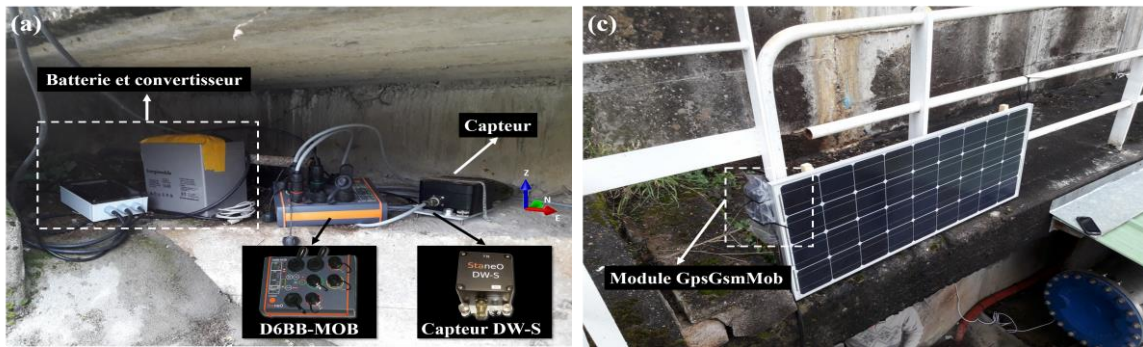 (a)
Batterie et convertisseur
Capteur
Z
N
E
StaneO
DW-S
D6BB-MOB
Capteur DW-S
(c)
Module GpsGsmMob